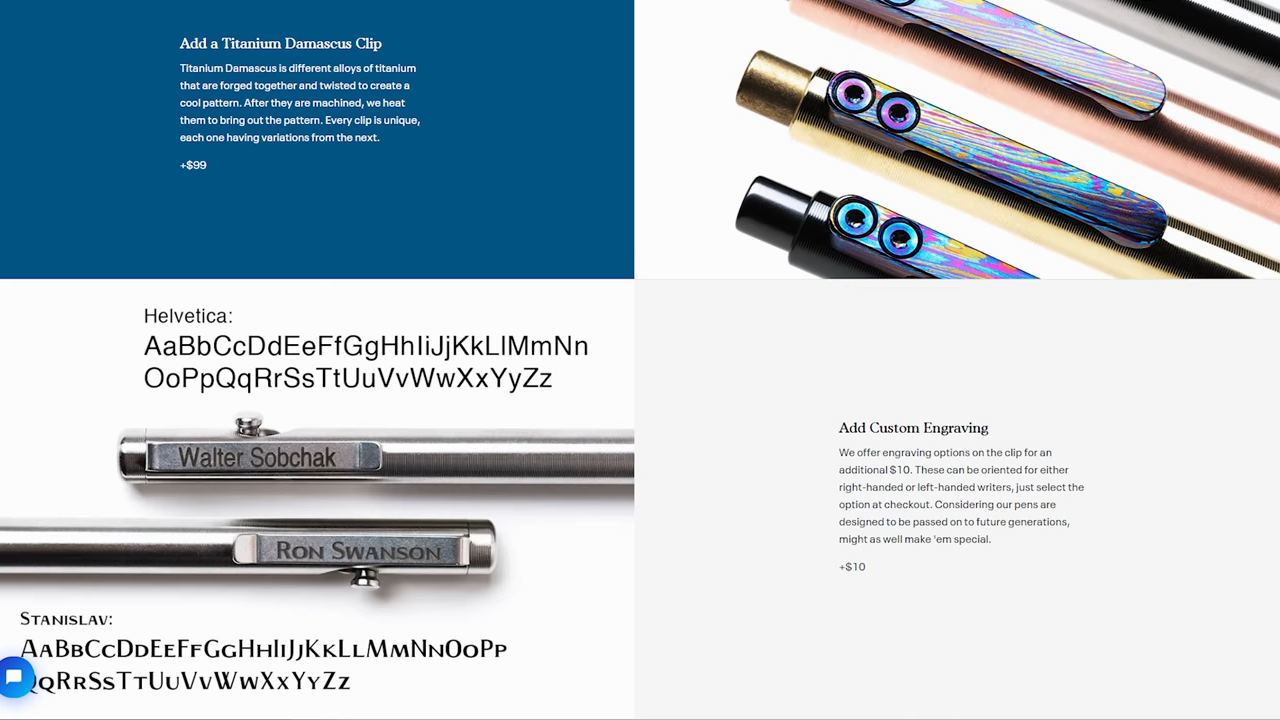 Add a Titanium Damascus Clip
Titanium Damascus is different alloys of titanium
that are forged together and twisted to create a
cool pattern. After they are machined, we heat
them to bring out the pattern. Every clip is unique,
each one having variations from the next.
+$99
Helvetica:
AaBbCcDdEeFfGgHhIiJjKkLlMmNn
OoPpQqRrSsTtUuVvWwXxYyZz
Walter Sobchak
RON SWANSON
STANISLAV:
AaBbCcDdEeFfGgHhIiJjKkLlMmNnOoPp
QqRrSsTtUuVvWwXxYyZz
Add Custom Engraving
We offer engraving options on the clip for an
additional $10. These can be oriented for either
right-handed or left-handed writers, just select the
option at checkout. Considering our pens are
designed to be passed on to future generations,
might as well make 'em special.
+$10